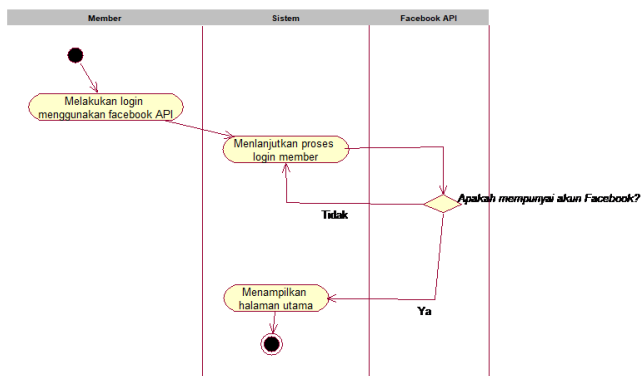 Member
Sistem
Facebook API
Melakukan login
menggunakan facebook API
Menlanjutkan proses
login member
Apakah mempunyai akun Facebook?
Tidak
Menampilkan
halaman utama
Ya